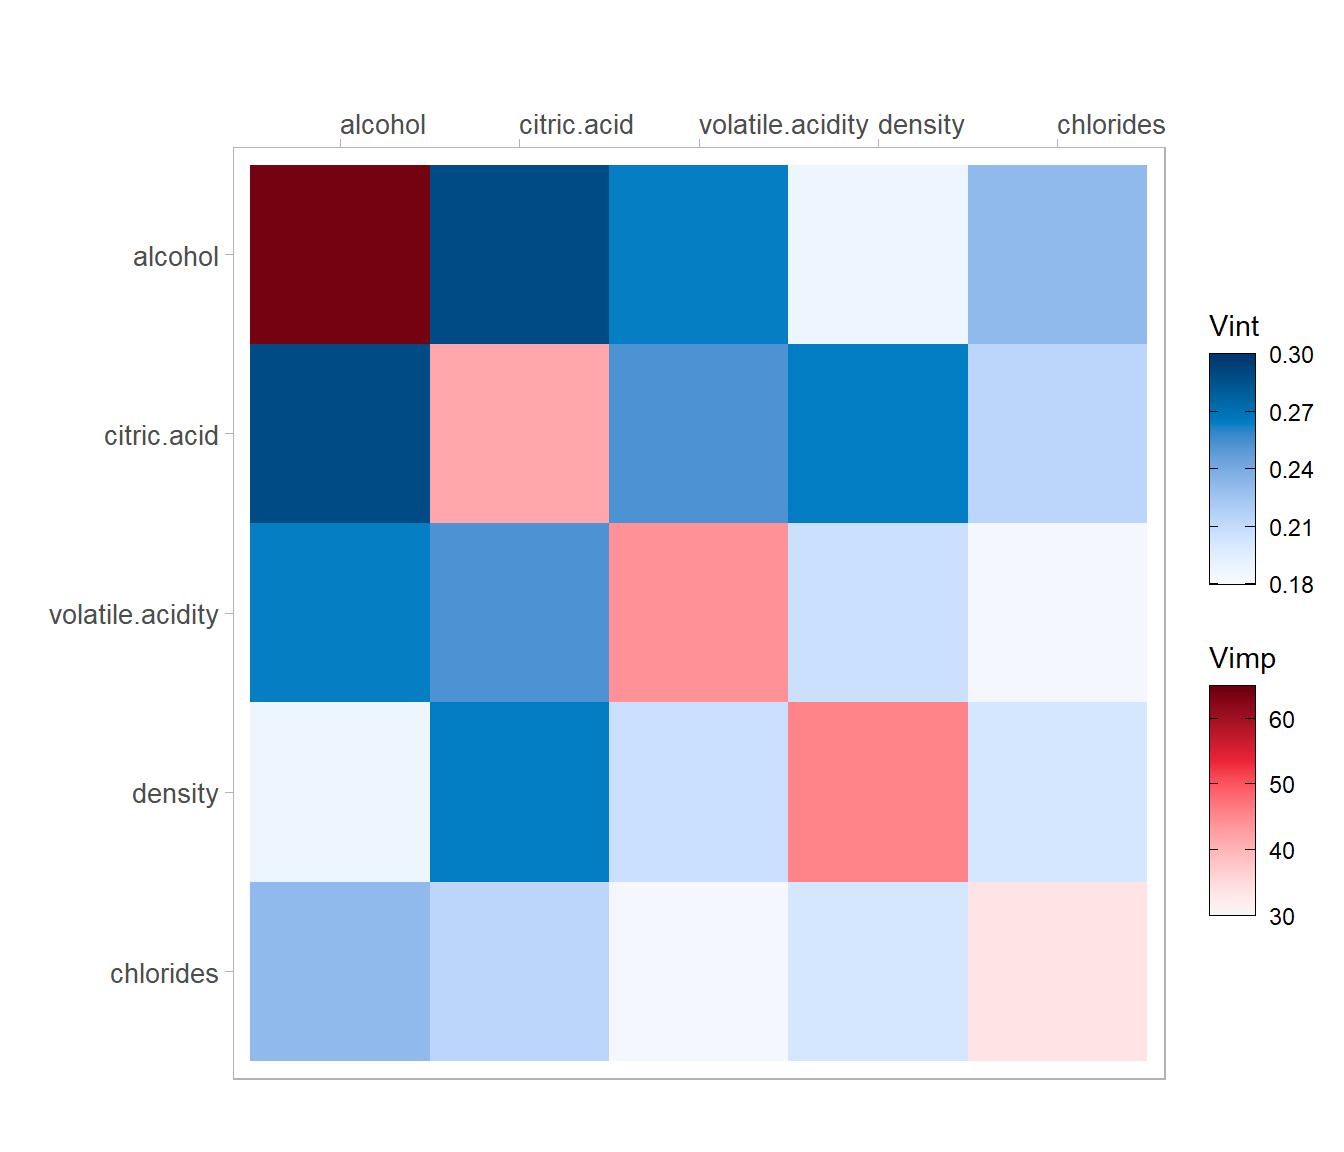 alcohol citric.acid volatile.acidity density chlorides
alcohol
citric.acid
volatile.acidity
density
chlorides
Vint
0.30
0.27
0.24
0.21
0.18
Vimp
60
50
40
30